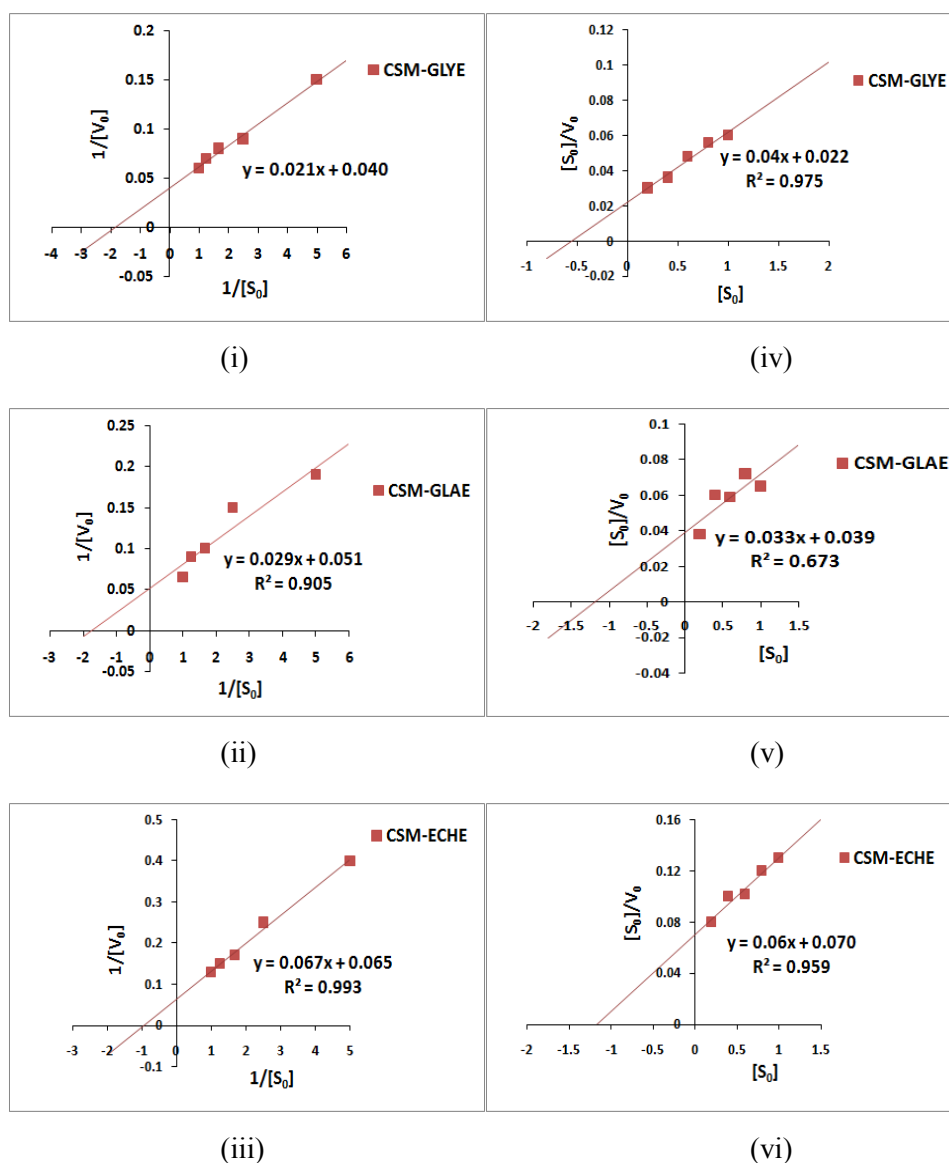 0.2
0.15
0.1
0.05
0
-0.05
-4 -3 -2 -1 0 1 2 3 4 5 6
1/[V₀]
1/[S₀]
CSM-GLYE
y = 0.021x + 0.040
(i)
0.12
0.1
0.08
0.06
0.04
0.02
0
-0.02
-1 -0.5 0 0.5 1 1.5 2
[S₀]/V₀
[S₀]
CSM-GLYE
y = 0.04x + 0.022
R² = 0.975
(iv)
0.25
0.2
0.15
0.1
0.05
0
-0.05
-3 -2 -1 0 1 2 3 4 5 6
1/[V₀]
1/[S₀]
CSM-GLAE
y = 0.029x + 0.051
R² = 0.905
(ii)
0.1
0.08
0.06
0.04
0.02
0
-0.02
-0.04
-2 -1.5 -1 -0.5 0 0.5 1 1.5
[S₀]/V₀
[S₀]
CSM-GLAE
y = 0.033x + 0.039
R² = 0.673
(v)
0.5
0.4
0.3
0.2
0.1
0
-0.1
-3 -2 -1 0 1 2 3 4 5
1/[V₀]
1/[S₀]
CSM-ECHE
y = 0.067x + 0.065
R² = 0.993
(iii)
0.16
0.12
0.08
0.04
0
-2 -1.5 -1 -0.5 0 0.5 1 1.5
[S₀]/V₀
[S₀]
CSM-ECHE
y = 0.06x + 0.070
R² = 0.959
(vi)